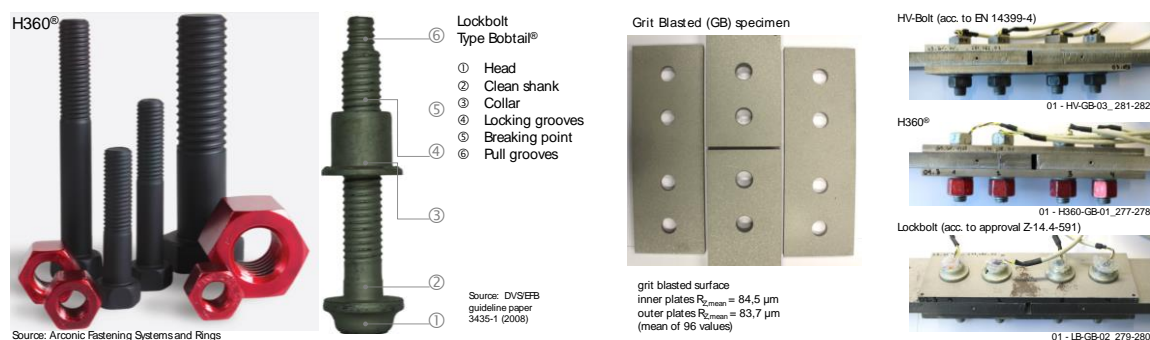 H360®
Source: Arconic Fastening Systems and Rings
Lockbolt
Type Bobtail®
① Head
② Clean shank
③ Collar
④ Locking grooves
⑤ Breaking point
⑥ Pull grooves
⑥
⑤
④
③
②
①
Source: DVS/EFB
guideline paper
3435-1 (2008)
Grit Blasted (GB) specimen
grit blasted surface
inner plates RZ,mean = 84,5 µm
outer plates RZ,mean = 83,7 µm
(mean of 96 values)
HV-Bolt (acc. to EN 14399-4)
01 - HV-GB-03_ 281-282
H360®
01 - H360-GB-01_277-278
Lockbolt (acc. to approval Z-14.4-591)
01 - LB-GB-02_279-280